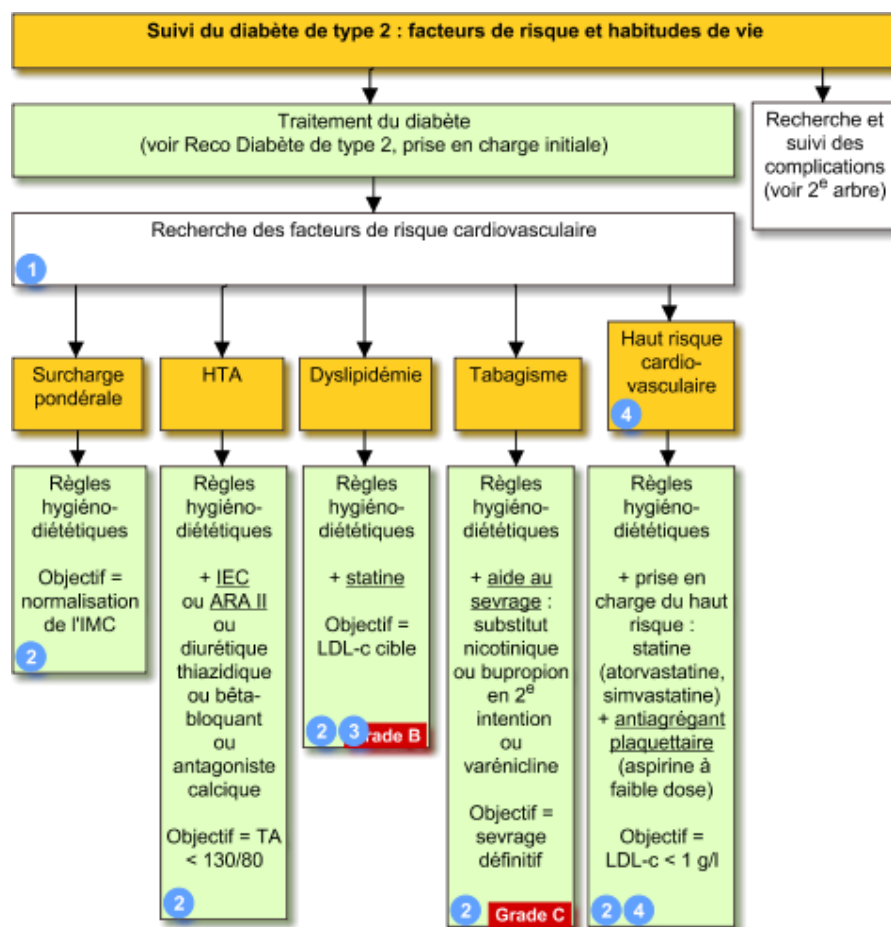 Suivi du diabète de type 2 : facteurs de risque et habitudes de vie
Traitement du diabète
(voir Reco Diabète de type 2, prise en charge initiale)
Recherche et
suivi des
complications
(voir 2e arbre)
Recherche des facteurs de risque cardiovasculaire
1
Surcharge
pondérale
HTA
Dyslipidémie
Tabagisme
Haut risque
cardio-
vasculaire
4
Règles
hygiéno-
diététiques
Objectif =
normalisation
de l'IMC
2
Règles
hygiéno-
diététiques
+ IEC
ou ARA II
ou
diurétique
thiazidique
ou bêta-
bloquant
ou
antagoniste
calcique
Objectif = TA
< 130/80
2
Règles
hygiéno-
diététiques
+ statine
Objectif =
LDL-c cible
2 3 Grade B
Règles
hygiéno-
diététiques
+ aide au
sevrage :
substitut
nicotinique
ou bupropion
en 2e
intention
ou
varénicline
Objectif =
sevrage
définitif
2 Grade C
Règles
hygiéno-
diététiques
+ prise en
charge du haut
risque :
statine
(atorvastatine,
simvastatine)
+ antiagrégant
plaquettaire
(aspirine à
faible dose)
Objectif =
LDL-c < 1 g/l
2 4